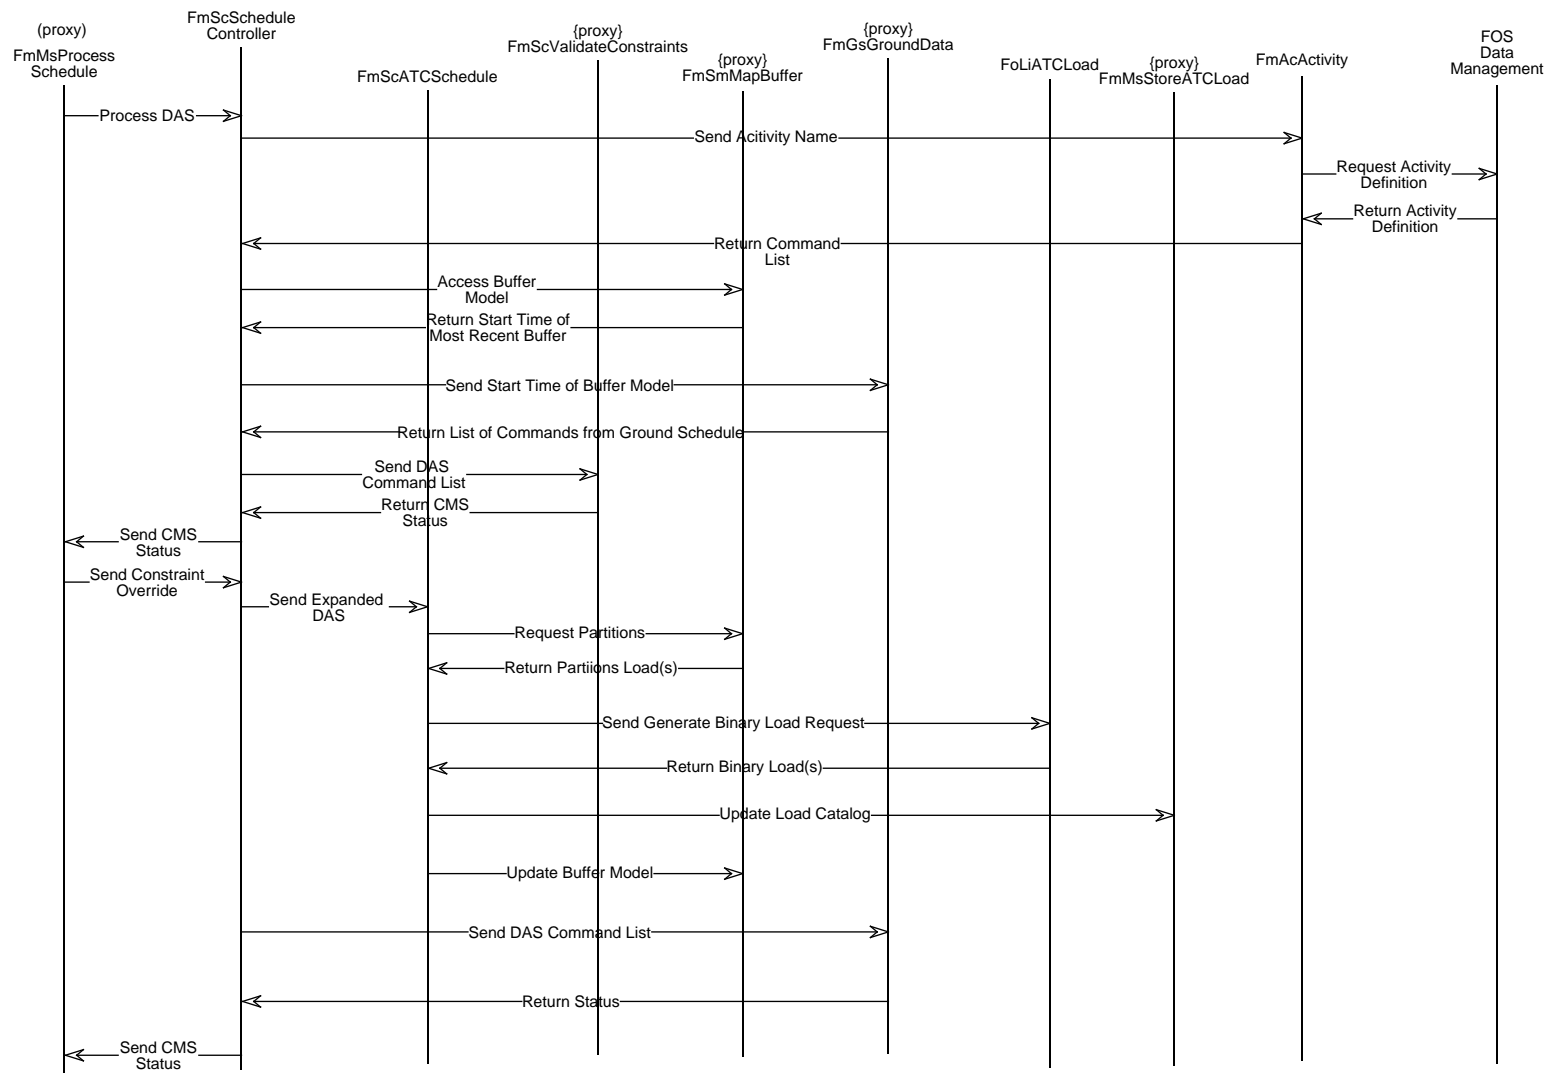 (proxy)
FmMsProcess
Schedule
FmScSchedule
Controller
FmScATCSchedule
{proxy}
FmScValidateConstraints
{proxy}
FmSmMapBuffer
{proxy}
FmGsGroundData
FoLiATCLoad
{proxy}
FmMsStoreATCLoad
FmAcActivity
FOS
Data
Management
Process DAS
Send Acitivity Name
Request Activity
Definition
Return Activity
Definition
Return Command
List
Access Buffer
Model
Return Start Time of
Most Recent Buffer
Send Start Time of Buffer Model
Return List of Commands from Ground Schedule
Send DAS
Command List
Return CMS
Status
Send CMS
Status
Send Constraint
Override
Send Expanded
DAS
Request Partitions
Return Partiions Load(s)
Send Generate Binary Load Request
Return Binary Load(s)
Update Load Catalog
Update Buffer Model
Send DAS Command List
Return Status
Send CMS
Status